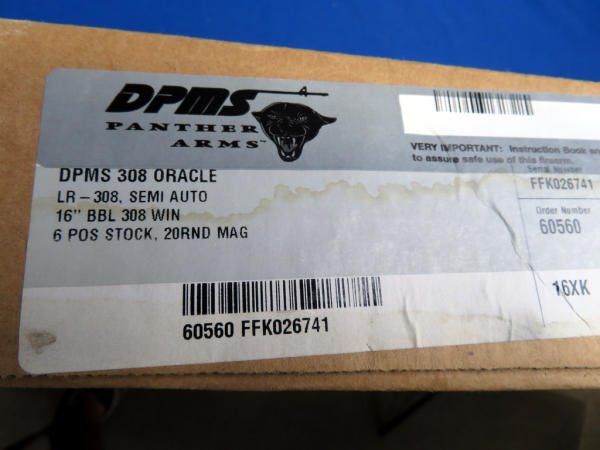 DPMS
PANTHER
ARMS™
VERY IMPORTANT: Instruction Book
to assure safe use of this firearm.
DPMS 308 ORACLE
LR-308, SEMI AUTO
16" BBL 308 WIN
6 POS STOCK, 20RND MAG
Serial Number
FFK026741
Order Number
60560
16XK
60560 FFK026741